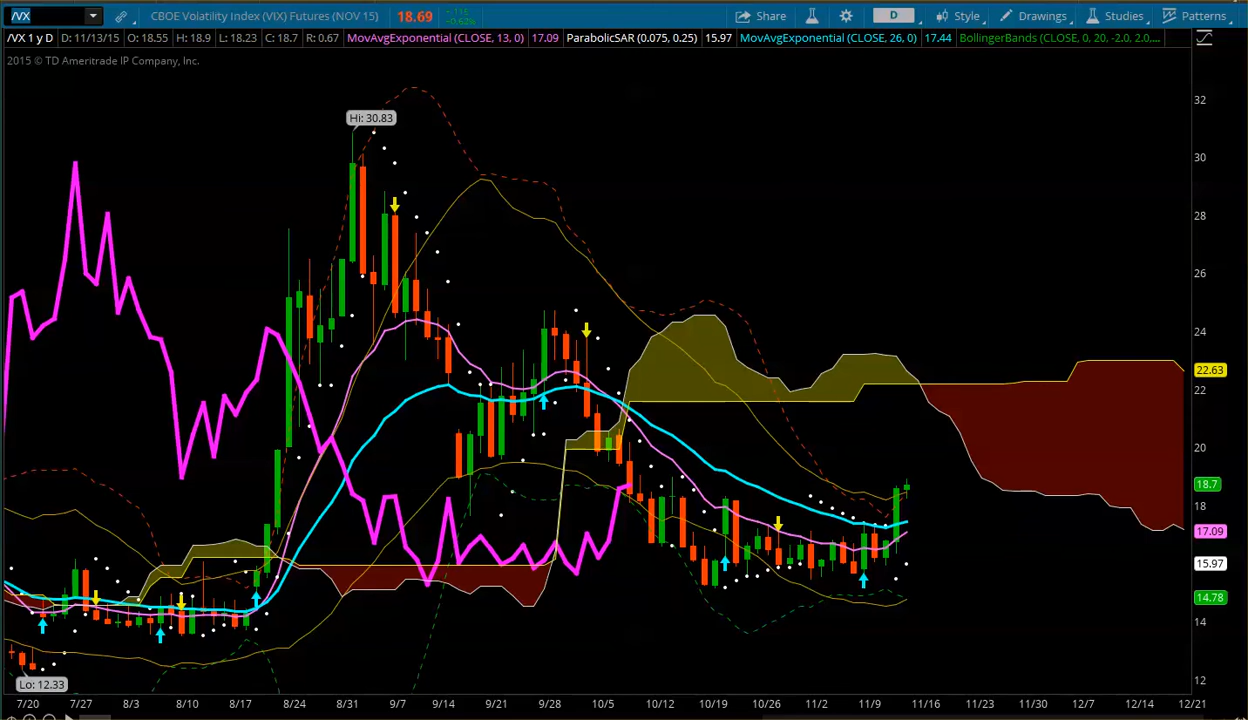 /VX CBOE Volatility Index (VIX) Futures (NOV 15) 18.69 Share D Style Drawings Studies Patterns
/VX 1 y D D: 11/13/15 O: 18.55 H: 18.9 L: 18.23 C: 18.7 R: 0.67 MovAvgExponential (CLOSE, 13, 0) 17.09 ParabolicSAR (0.075, 0.25) 15.97 MovAvgExponential (CLOSE, 26, 0) 17.44 BollingerBands (CLOSE, 0, 20, -2.0, 2.0,...
2015 © TD Ameritrade IP Company, Inc.
32
Hi: 30.83
30
28
26
24
22.63
22
20
18.7
18
17.09
15.97
14.78
14
Lo: 12.33
12
7/20 7/27 8/3 8/10 8/17 8/24 8/31 9/7 9/14 9/21 9/28 10/5 10/12 10/19 10/26 11/2 11/9 11/16 11/23 11/30 12/7 12/14 12/21